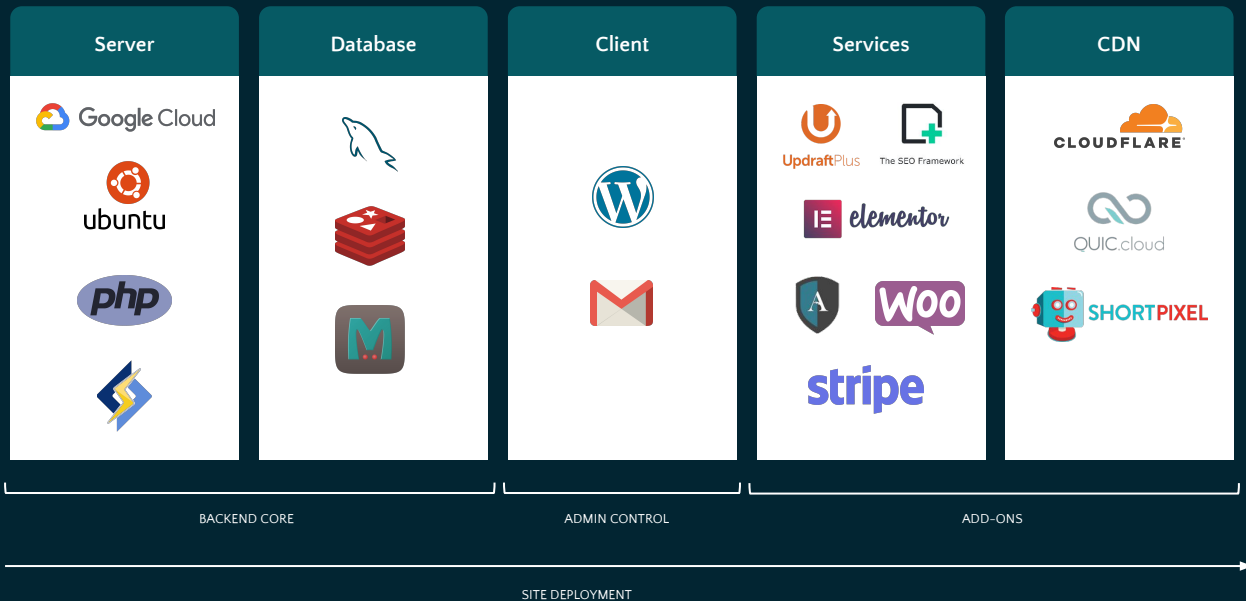 Server
Google Cloud
ubuntu
php
Database
M
Client
W
Services
UpdraftPlus
The SEO Framework
elementor
A
WOO
stripe
CDN
CLOUDFLARE
QUIC.cloud
SHORTPIXEL
BACKEND CORE
ADMIN CONTROL
ADD-ONS
SITE DEPLOYMENT